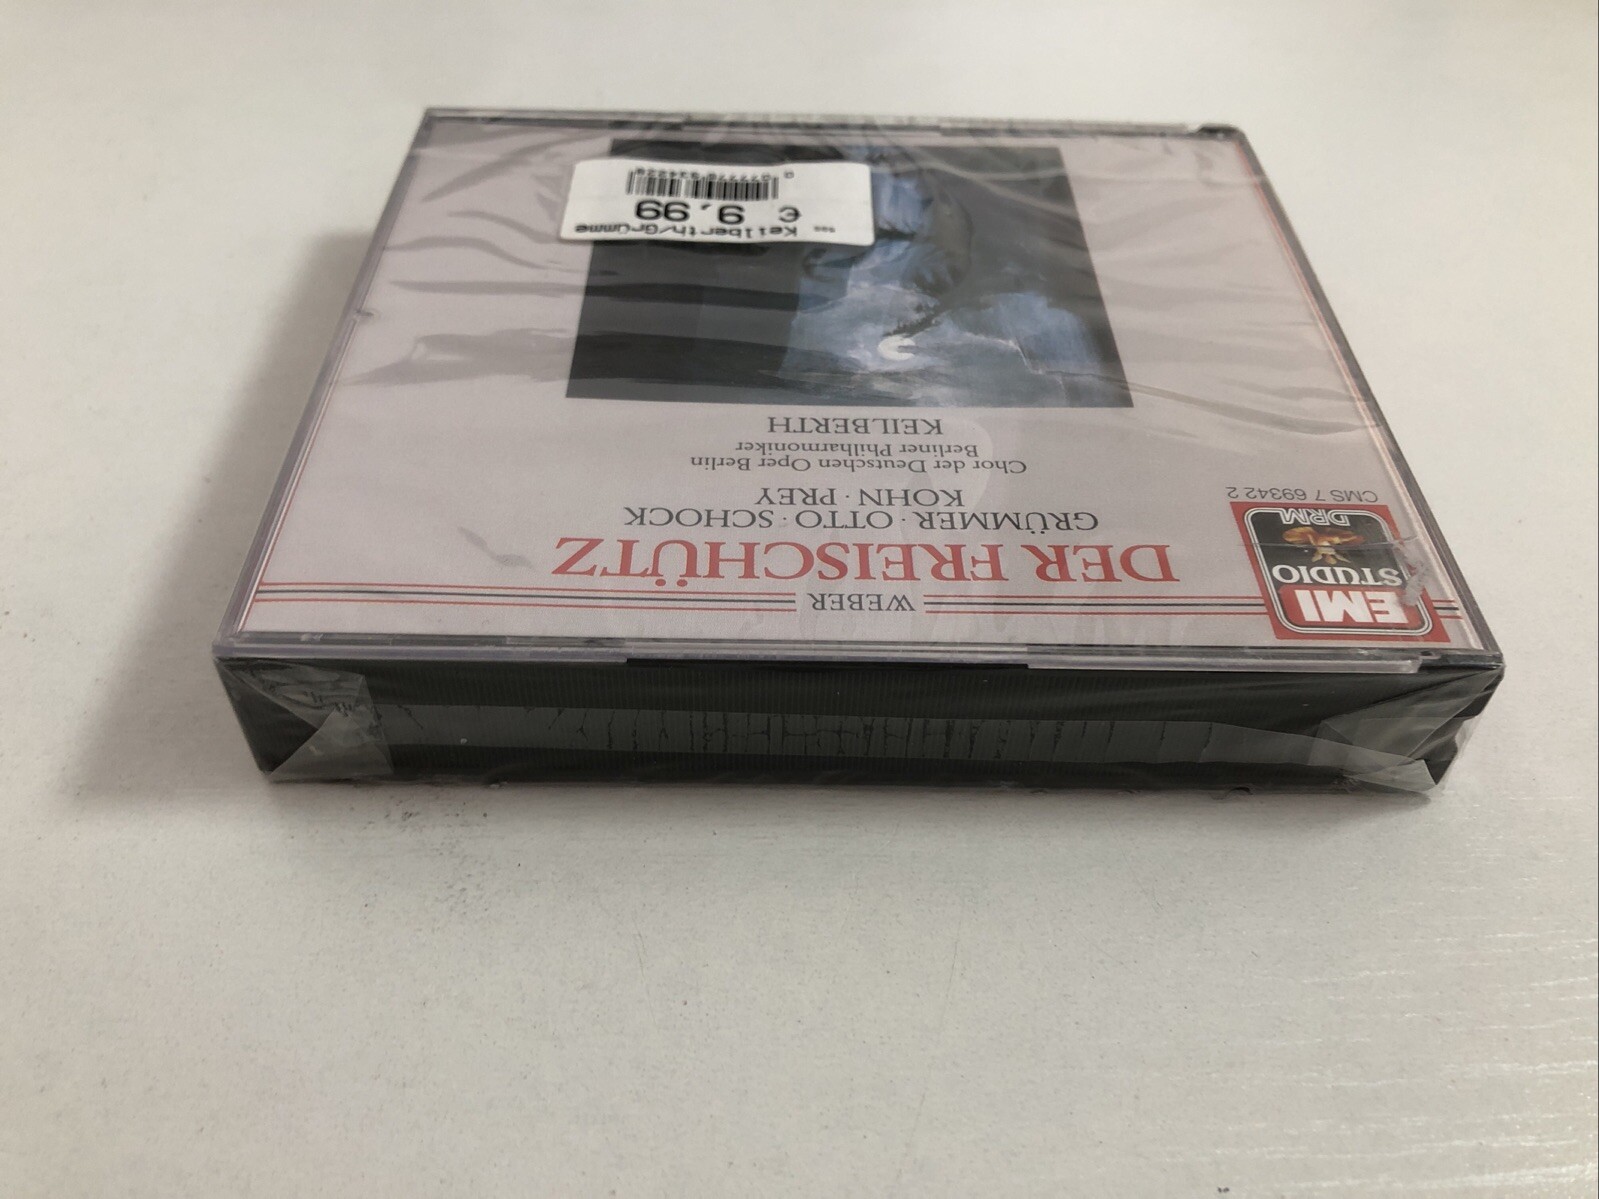 WEBER
DER FREISCHÜTZ
GRÜMMER · OTTO · SCHOCK
KOHN · PREY
Chor der Deutschen Oper Berlin
Berliner Philharmoniker
KEILBERTH
EMI
STUDIO
DRM
CMS 7 69342 2
Keilberth/Grümme
€ 9,99